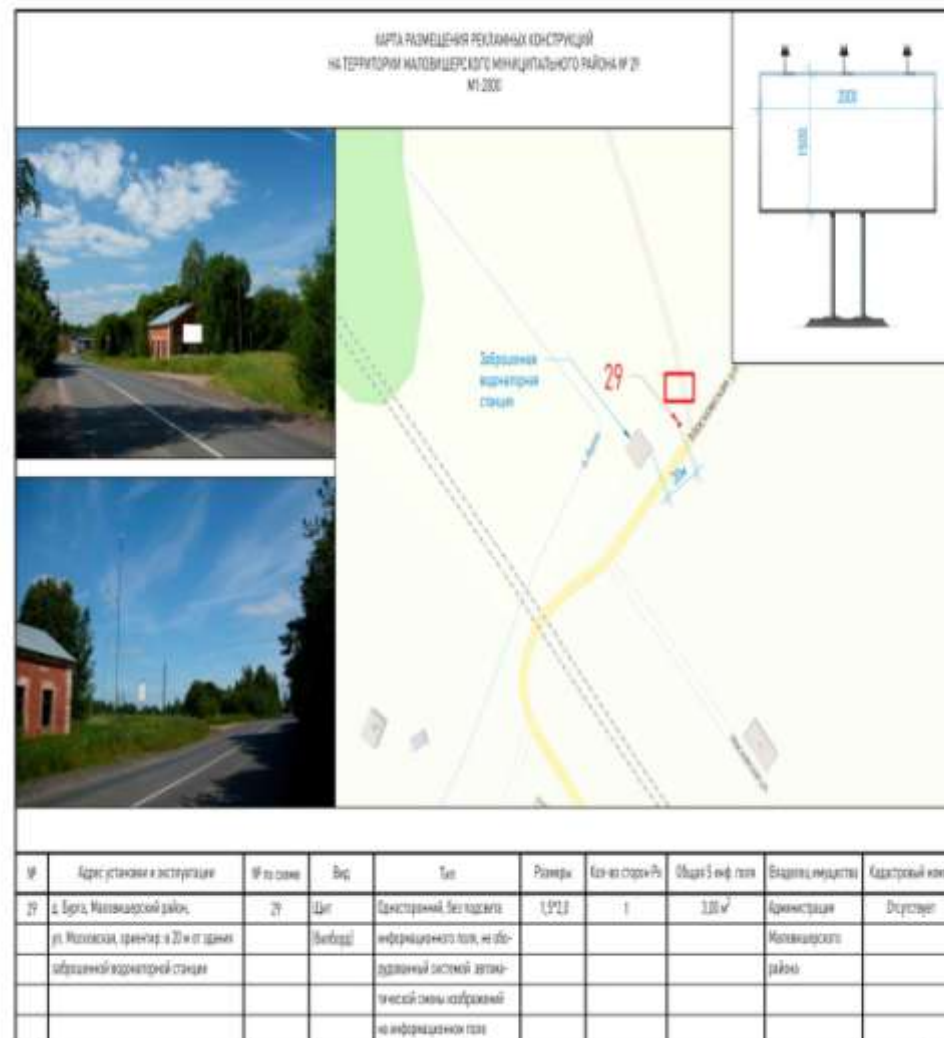 КАРТА РАЗМЕЩЕНИЯ РЕКЛАМНЫХ КОНСТРУКЦИЙ
НА ТЕРРИТОРИИ МАЛОВИШЕРСКОГО МУНИЦИПАЛЬНОГО РАЙОНА № 29
М1:2000
2000
Заброшенная
водонапорная
станция
29
20м
№ Адрес установки и эксплуатации № по схеме Вид Тип Размеры Кол-во сторон Общая S инф. поля Владелец имущества Кадастровый
29 д. Бурга, Маловишерский район, 29 Щит Односторонний, без подсвета 1,5*2,0 1 3,00 м² Администрация Отсутствует
ул. Московская, ориентир: в 20 м от здания (билборд) информационного поля, не обо- Маловишерского
заброшенной водонапорной станции рудованный системой автома- района
тической смены изображений
на информационном поле